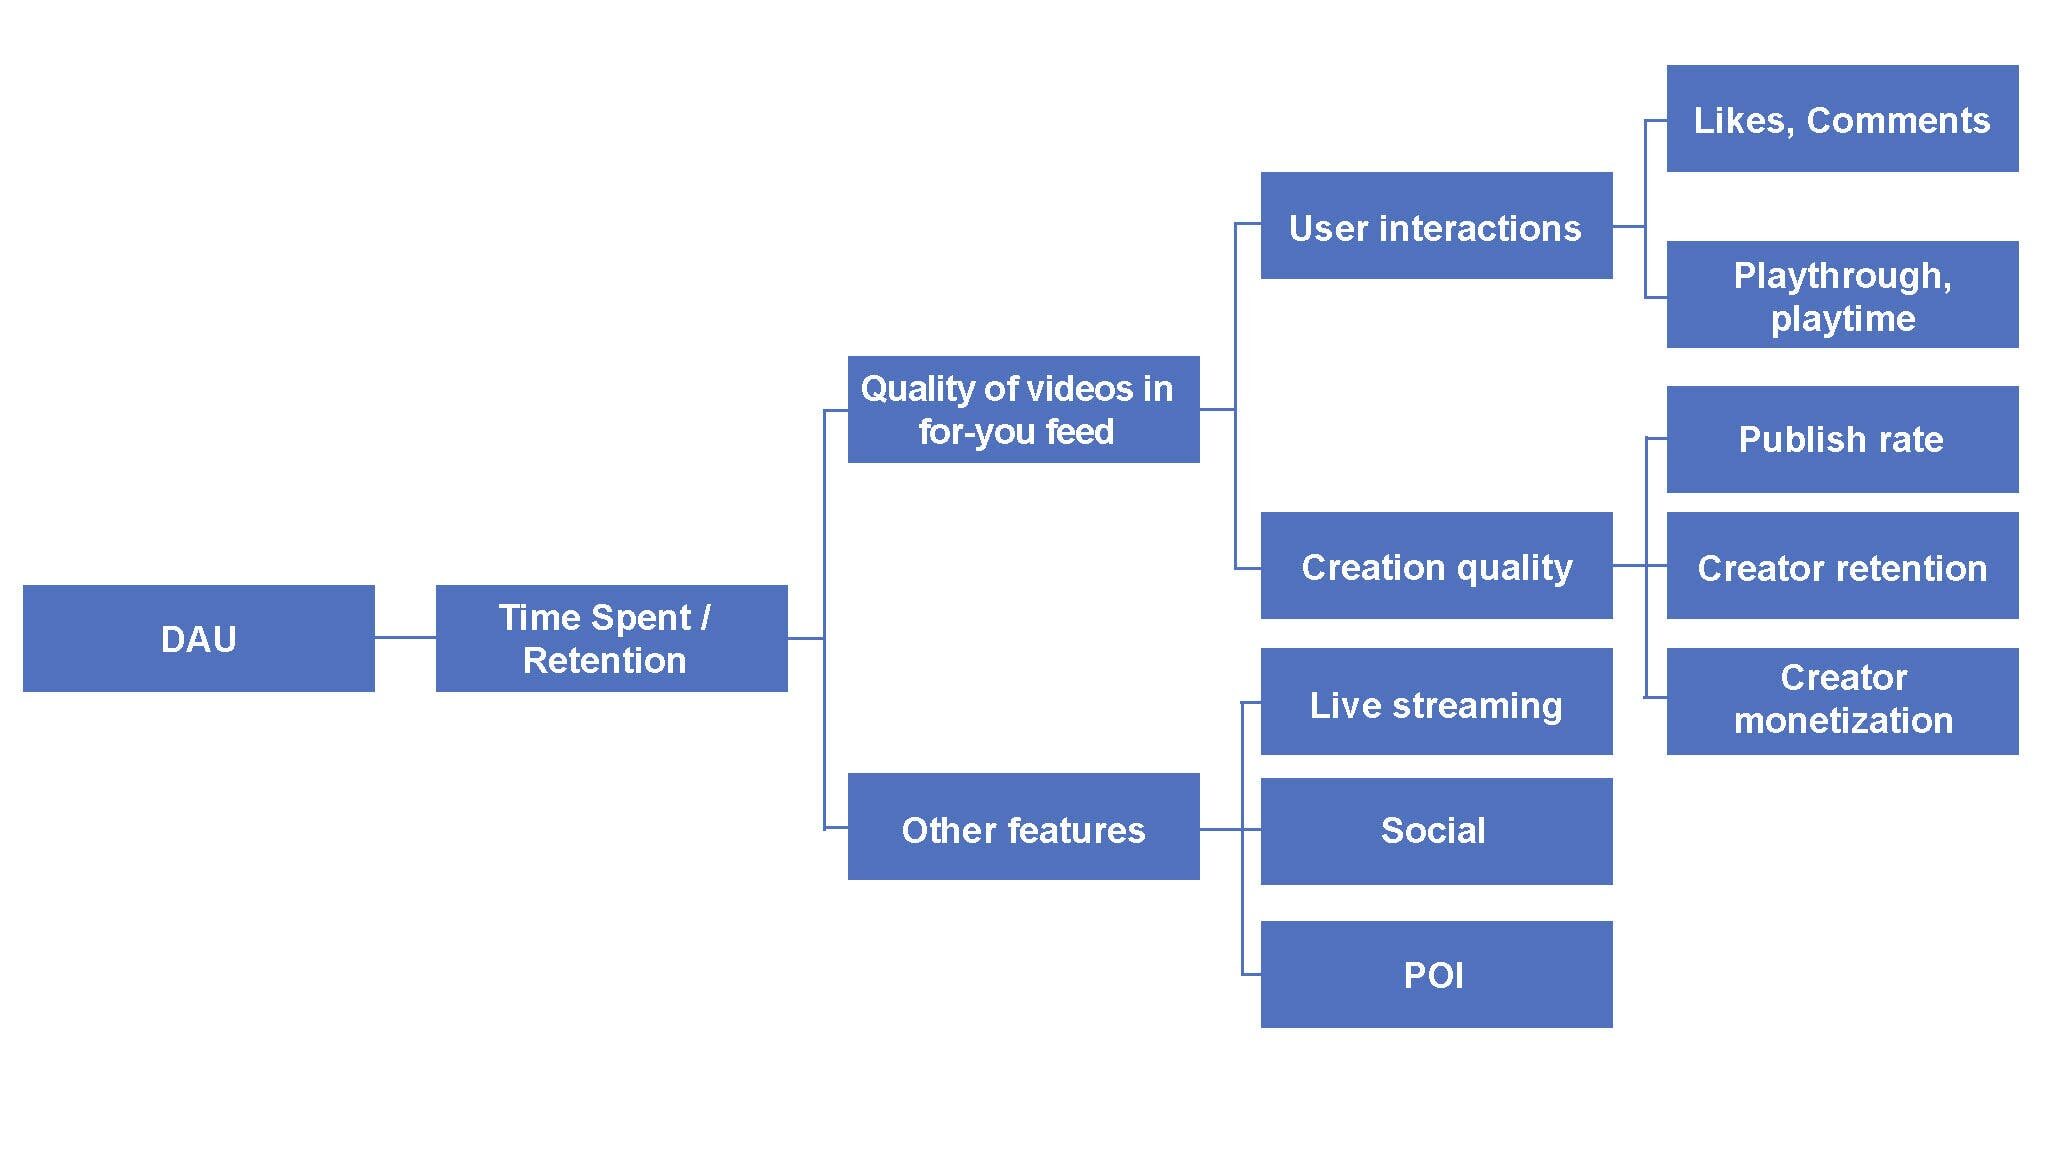 DAU
Time Spent /
Retention
Quality of videos in
for-you feed
Other features
User interactions
Creation quality
Live streaming
Social
POI
Likes, Comments
Playthrough,
playtime
Publish rate
Creator retention
Creator
monetization